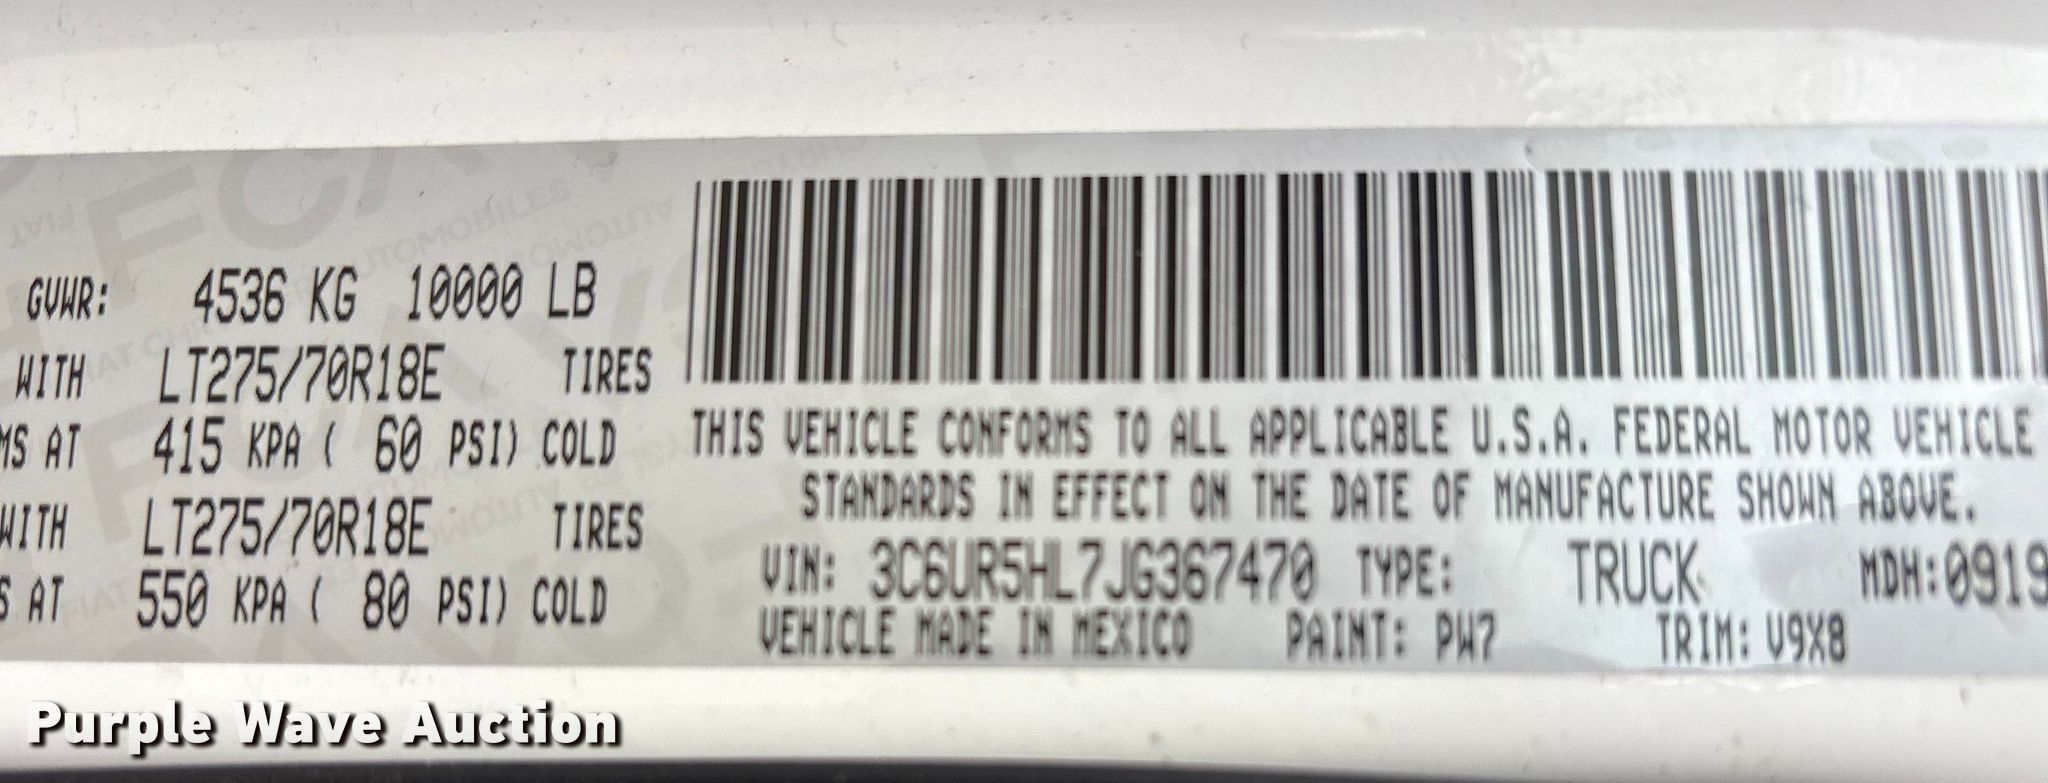 GVWR: 4536 KG 10000 LB
WITH LT275/70R18E TIRES
MS AT 415 KPA ( 60 PSI) COLD
WITH LT275/70R18E TIRES
S AT 550 KPA ( 80 PSI) COLD
THIS VEHICLE CONFORMS TO ALL APPLICABLE U.S.A. FEDERAL MOTOR VEHICLE
STANDARDS IN EFFECT ON THE DATE OF MANUFACTURE SHOWN ABOVE.
VIN: 3C6UR5HL7JG367470 TYPE: TRUCK MDH:0919
VEHICLE MADE IN MEXICO PAINT: PW7 TRIM: V9X8
Purple Wave Auction